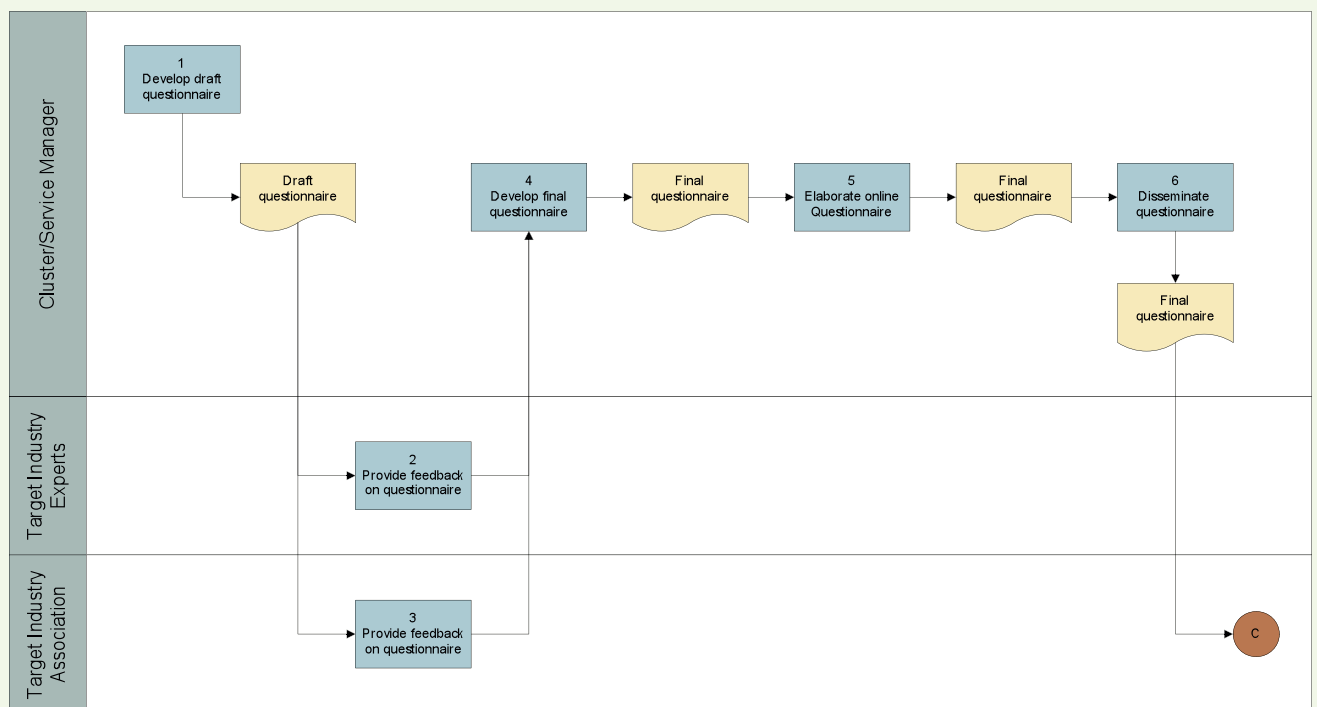 Cluster/Service Manager
1
Develop draft
questionnaire
Draft
questionnaire
4
Develop final
questionnaire
Final
questionnaire
5
Elaborate online
Questionnaire
Final
questionnaire
6
Disseminate
questionnaire
Final
questionnaire
Target Industry
Experts
2
Provide feedback
on questionnaire
Target Industry
Association
3
Provide feedback
on questionnaire
C